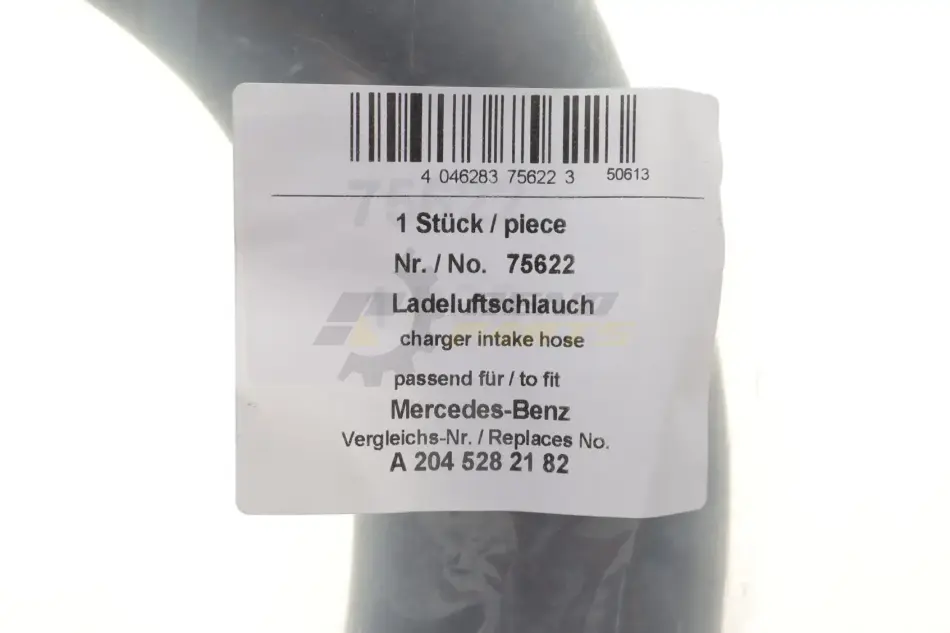 4 046283 75622 3 50613
1 Stück / piece
Nr. / No. 75622
Ladeluftschlauch
charger intake hose
passend für / to fit
Mercedes-Benz
Vergleichs-Nr. / Replaces No.
A 204 528 21 82